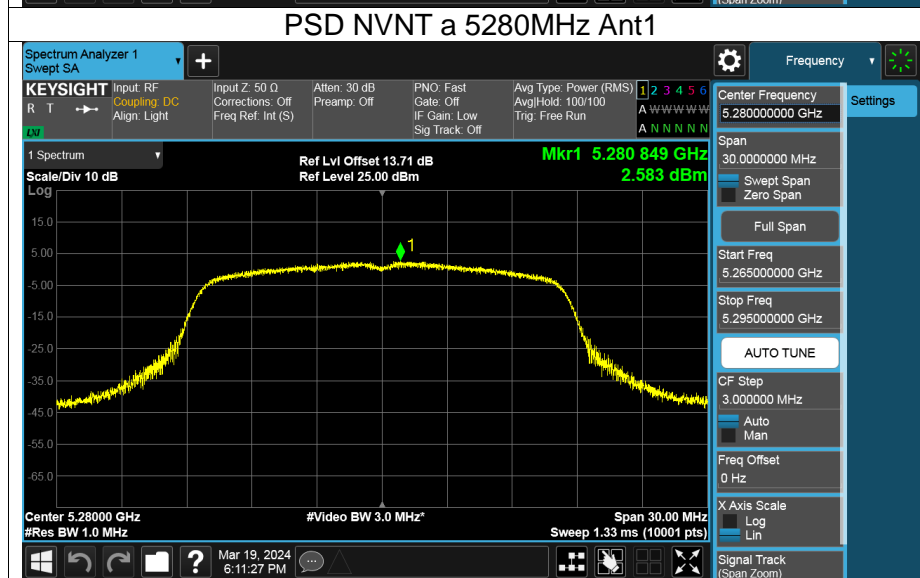 (Span Zoom)
PSD NVNT a 5280MHz Ant1
Spectrum Analyzer 1
Swept SA
+
Frequency
KEYSIGHT
R T
LXI
Input: RF
Coupling: DC
Align: Light
Input Z: 50 Ω
Corrections: Off
Freq Ref: Int (S)
Atten: 30 dB
Preamp: Off
PNO: Fast
Gate: Off
IF Gain: Low
Sig Track: Off
Avg Type: Power (RMS)
Avg|Hold: 100/100
Trig: Free Run
1 2 3 4 5 6
A W W W W W
A N N N N N
1 Spectrum
Scale/Div 10 dB
Log
Ref Lvl Offset 13.71 dB
Ref Level 25.00 dBm
Mkr1 5.280 849 GHz
2.583 dBm
15.0
5.00
-5.00
-15.0
-25.0
-35.0
-45.0
-55.0
-65.0
1
Center 5.28000 GHz
#Res BW 1.0 MHz
#Video BW 3.0 MHz*
Span 30.00 MHz
Sweep 1.33 ms (10001 pts)
Center Frequency
5.280000000 GHz
Settings
Span
30.0000000 MHz
Swept Span
Zero Span
Full Span
Start Freq
5.265000000 GHz
Stop Freq
5.295000000 GHz
AUTO TUNE
CF Step
3.000000 MHz
Auto
Man
Freq Offset
0 Hz
X Axis Scale
Log
Lin
Signal Track
(Span Zoom)
?
Mar 19, 2024
6:11:27 PM